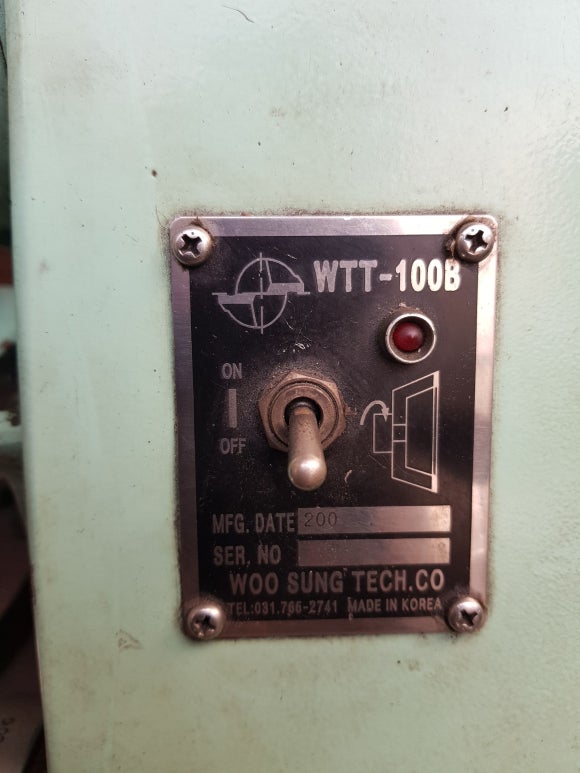 WTT-100B
ON
OFF
MFG. DATE 200
SER. NO
WOO SUNG TECH.CO
TEL:031.766-2741 MADE IN KOREA